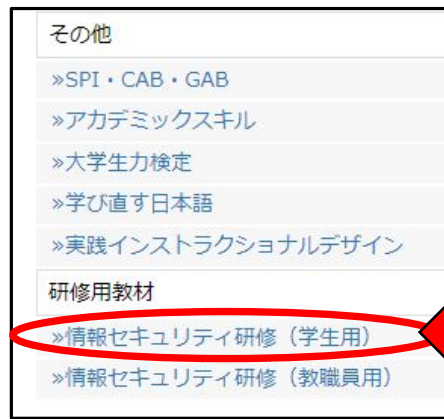 その他
»SPI・CAB・GAB
»アカデミックスキル
»大学生力検定
»学び直す日本語
»実践インストラクショナルデザイン
研修用教材
»情報セキュリティ研修（学生用）
»情報セキュリティ研修（教職員用）